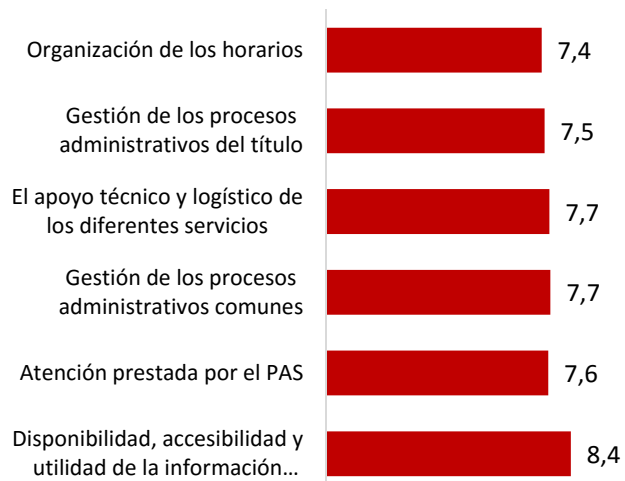 Organización de los horarios
7,4
Gestión de los procesos
administrativos del título
7,5
El apoyo técnico y logístico de
los diferentes servicios
7,7
Gestión de los procesos
administrativos comunes
7,7
Atención prestada por el PAS
7,6
Disponibilidad, accesibilidad y
utilidad de la información...
8,4